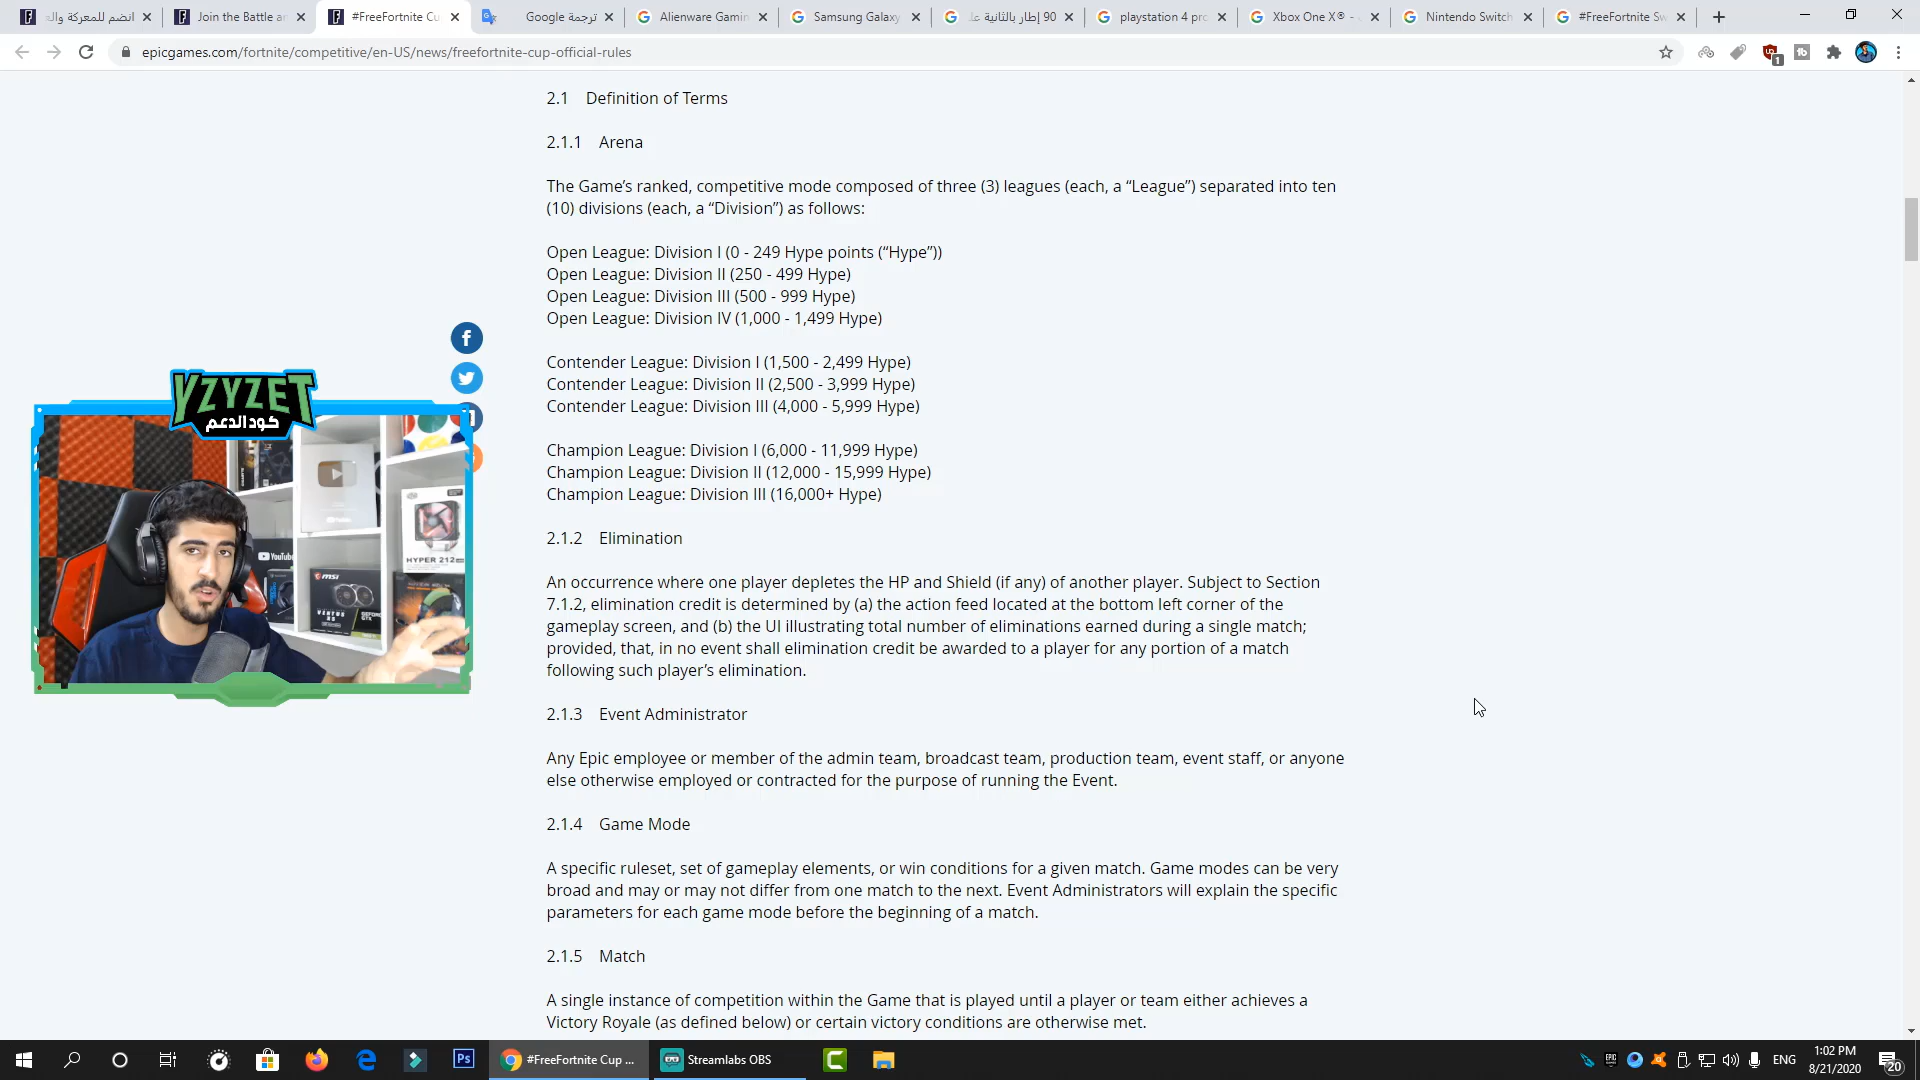 انضم للمعركة والع
Join the Battle an
#FreeFortnite Cu
ترجمة Google
Alienware Gamin
Samsung Galaxy
90 إطار بالثانية عل
playstation 4 pro
Xbox One X® -
Nintendo Switch
#FreeFortnite Sw
epicgames.com/fortnite/competitive/en-US/news/freefortnite-cup-official-rules
1
2.1 Definition of Terms
2.1.1 Arena
The Game's ranked, competitive mode composed of three (3) leagues (each, a “League”) separated into ten
(10) divisions (each, a “Division”) as follows:
Open League: Division I (0 - 249 Hype points (“Hype”))
Open League: Division II (250 - 499 Hype)
Open League: Division III (500 - 999 Hype)
Open League: Division IV (1,000 - 1,499 Hype)
Contender League: Division I (1,500 - 2,499 Hype)
Contender League: Division II (2,500 - 3,999 Hype)
Contender League: Division III (4,000 - 5,999 Hype)
Champion League: Division I (6,000 - 11,999 Hype)
Champion League: Division II (12,000 - 15,999 Hype)
Champion League: Division III (16,000+ Hype)
2.1.2 Elimination
An occurrence where one player depletes the HP and Shield (if any) of another player. Subject to Section
7.1.2, elimination credit is determined by (a) the action feed located at the bottom left corner of the
gameplay screen, and (b) the UI illustrating total number of eliminations earned during a single match;
provided, that, in no event shall elimination credit be awarded to a player for any portion of a match
following such player's elimination.
2.1.3 Event Administrator
Any Epic employee or member of the admin team, broadcast team, production team, event staff, or anyone
else otherwise employed or contracted for the purpose of running the Event.
2.1.4 Game Mode
A specific ruleset, set of gameplay elements, or win conditions for a given match. Game modes can be very
broad and may or may not differ from one match to the next. Event Administrators will explain the specific
parameters for each game mode before the beginning of a match.
2.1.5 Match
A single instance of competition within the Game that is played until a player or team either achieves a
Victory Royale (as defined below) or certain victory conditions are otherwise met.
YZYZET
كود الدعم
YouTube
msi
HYPER 212
#FreeFortnite Cup ...
Streamlabs OBS
ENG
1:02 PM
8/21/2020
20